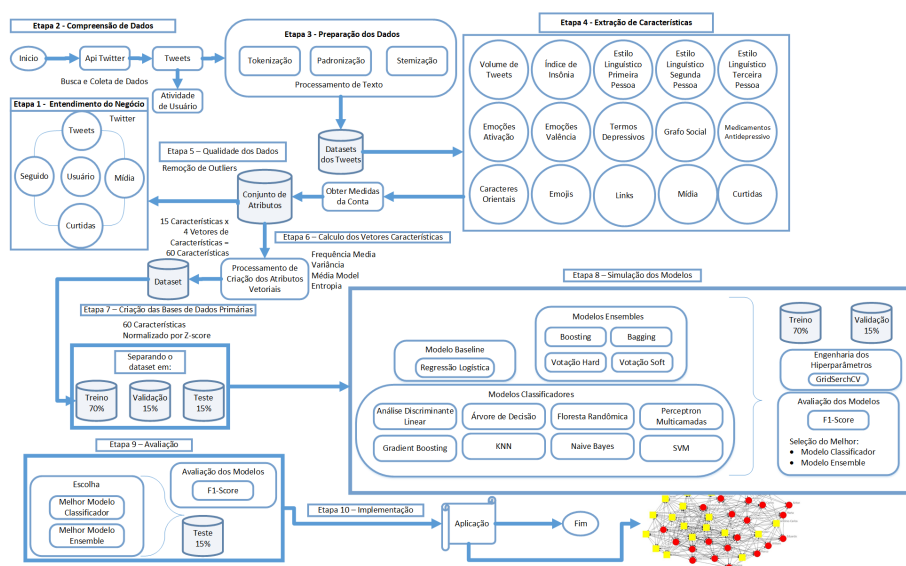 Etapa 2 - Compreensão de Dados
Inicio
Api Twitter
Tweets
Busca e Coleta de Dados
Atividade
de Usuário
Etapa 3 - Preparação dos Dados
Tokenização
Padronização
Stemização
Processamento de Texto
Etapa 4 - Extração de Características
Volume de
Tweets
Índice de
Insônia
Estilo
Linguístico
Primeira
Pessoa
Estilo
Linguístico
Segunda
Pessoa
Estilo
Linguístico
Terceira
Pessoa
Emoções
Ativação
Emoções
Valência
Termos
Depressivos
Grafo Social
Medicamentos
Antidepressivo
Caracteres
Orientais
Emojis
Links
Mídia
Curtidas
Etapa 1 - Entendimento do Negócio
Twitter
Tweets
Seguido
Usuário
Mídia
Curtidas
Datasets
dos Tweets
Etapa 5 – Qualidade dos Dados
Remoção de Outliers
Conjunto de
Atributos
Obter Medidas
da Conta
15 Características x
4 Vetores de
Características =
60 Características
Etapa 6 – Calculo dos Vetores Características
Processamento de
Criação dos Atributos
Vetoriais
Frequência Media
Variância
Média Model
Entropia
Dataset
Etapa 7 – Criação das Bases de Dados Primárias
60 Características
Normalizado por Z-score
Separando o
dataset em:
Treino
70%
Validação
15%
Teste
15%
Etapa 8 – Simulação dos Modelos
Modelo Baseline
Regressão Logística
Modelos Ensembles
Boosting
Bagging
Votação Hard
Votação Soft
Modelos Classificadores
Análise Discriminante
Linear
Árvore de Decisão
Floresta Randômica
Perceptron
Multicamadas
Gradient Boosting
KNN
Naive Bayes
SVM
Treino
70%
Validação
15%
Engenharia dos
Hiperparâmetros
GridSerchCV
Avaliação dos Modelos
F1-Score
Seleção do Melhor:
• Modelo Classificador
• Modelo Ensemble
Etapa 9 – Avaliação
Escolha
Melhor Modelo
Classificador
Melhor Modelo
Ensemble
Avaliação dos Modelos
F1-Score
Teste
15%
Etapa 10 – Implementação
Aplicação
Fim